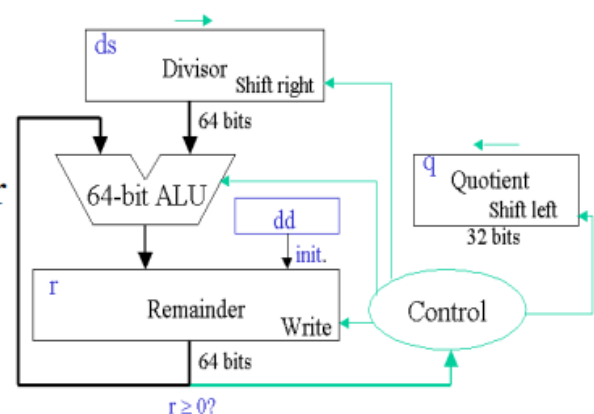 ds
Divisor
Shift right
64 bits
r
64-bit ALU
q
Quotient
Shift left
32 bits
dd
init.
r
Remainder
Write
Control
64 bits
r ≥ 0?